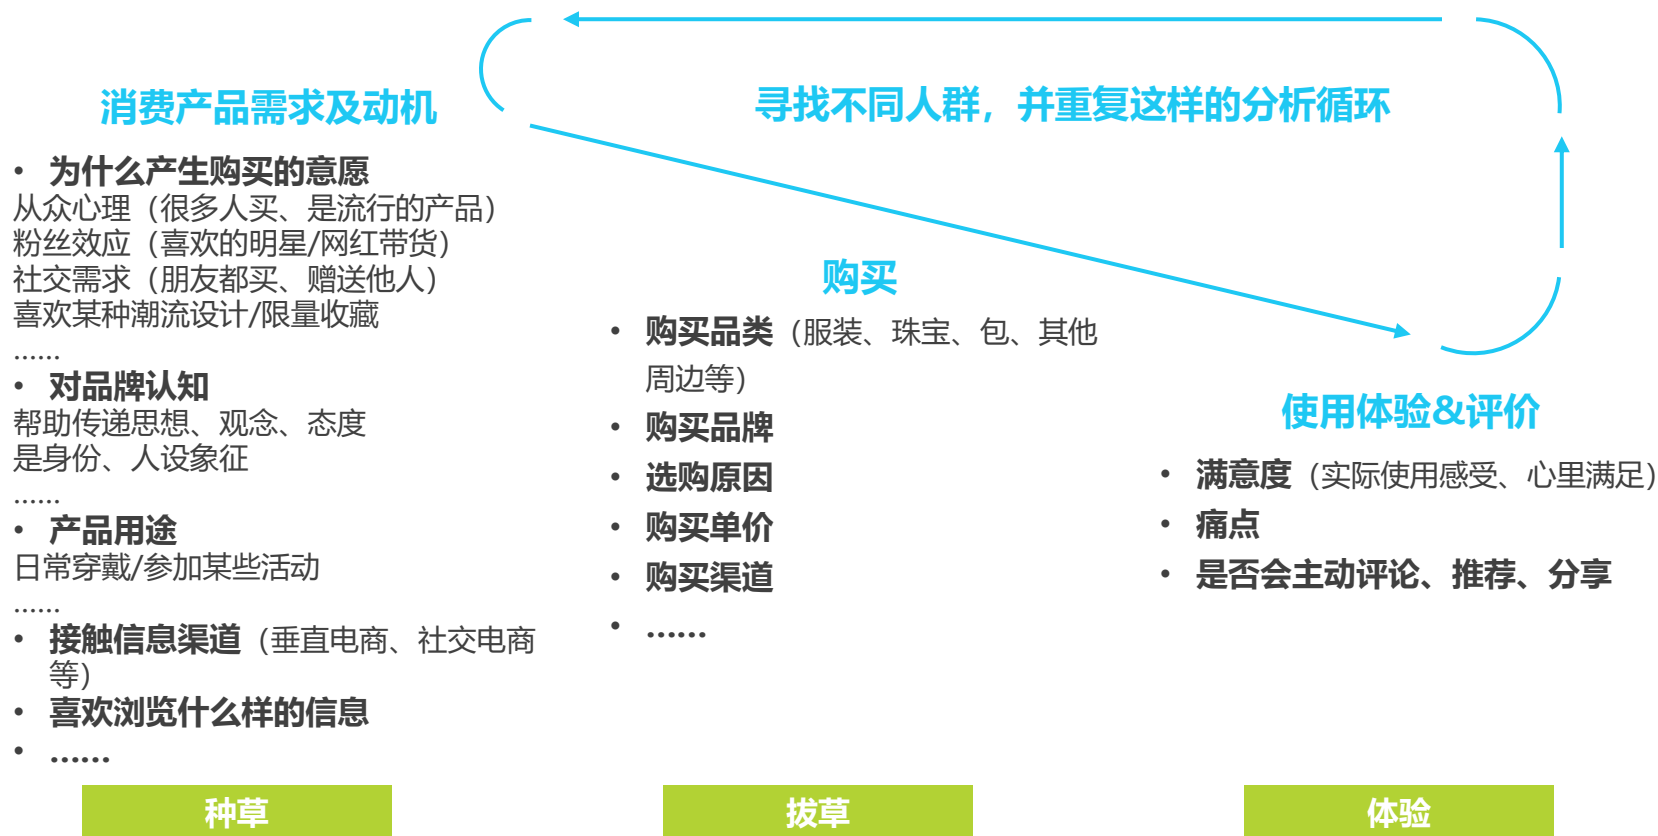 消费产品需求及动机
• 为什么产生购买的意愿
从众心理（很多人买、是流行的产品）
粉丝效应（喜欢的明星/网红带货）
社交需求（朋友都买、赠送他人）
喜欢某种潮流设计/限量收藏
……
• 对品牌认知
帮助传递思想、观念、态度
是身份、人设象征
……
• 产品用途
日常穿戴/参加某些活动
……
• 接触信息渠道（垂直电商、社交电商
等）
• 喜欢浏览什么样的信息
• ……
种草
寻找不同人群，并重复这样的分析循环
购买
• 购买品类（服装、珠宝、包、其他
周边等）
• 购买品牌
• 选购原因
• 购买单价
• 购买渠道
• ……
拔草
使用体验&评价
• 满意度（实际使用感受、心里满足）
• 痛点
• 是否会主动评论、推荐、分享
体验